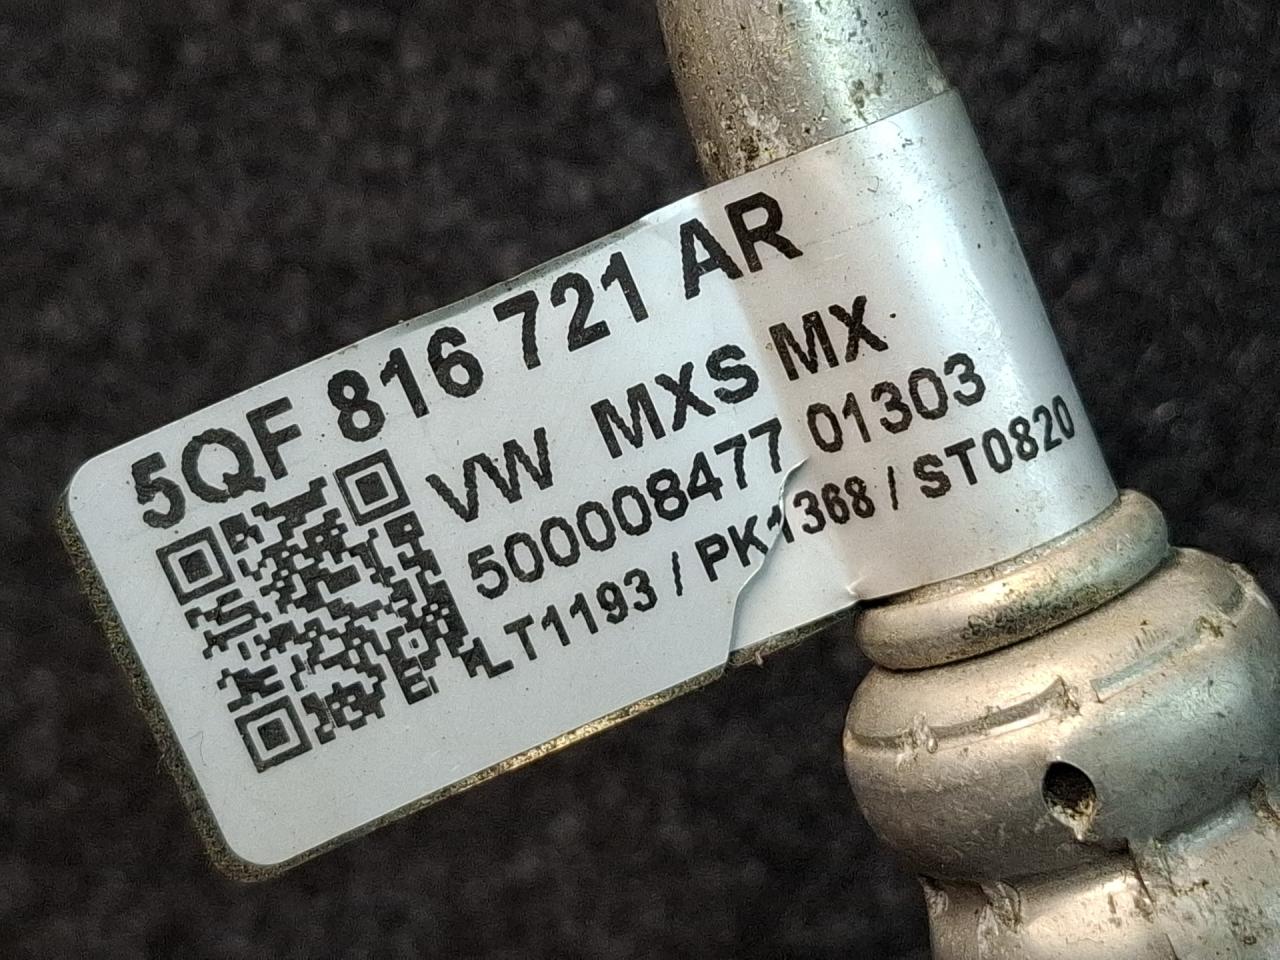 5QF 816 721 AR
VW MXS MX
500008477 01303
LT1193 / PK1368 / ST0820